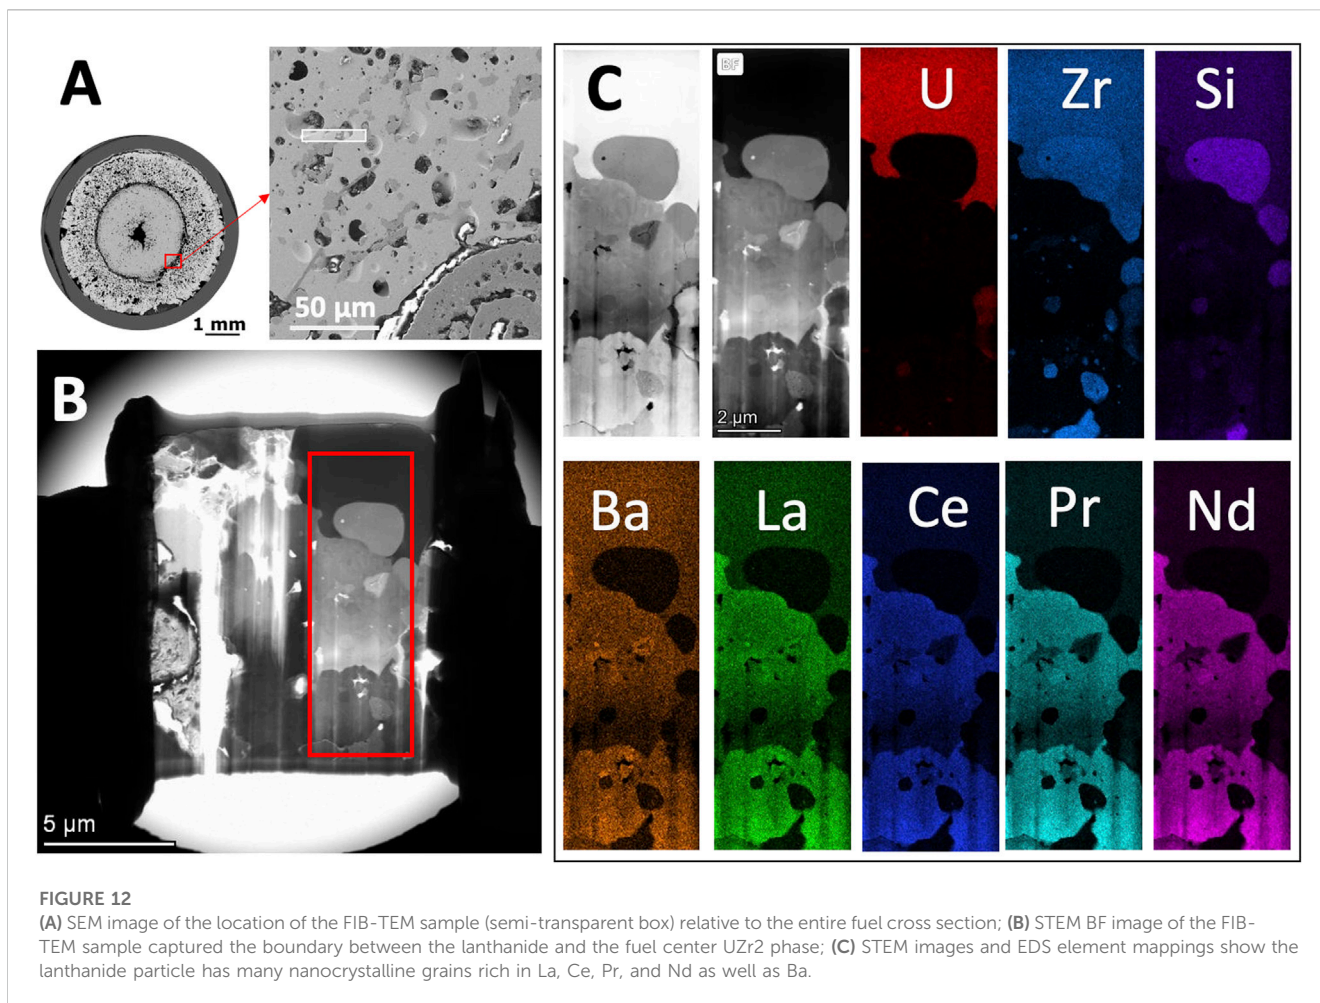 A
50 µm
1 mm
B
5 µm
C
BF
2 µm
U
Zr
Si
Ba
La
Ce
Pr
Nd
FIGURE 12
(A) SEM image of the location of the FIB-TEM sample (semi-transparent box) relative to the entire fuel cross section; (B) STEM BF image of the FIB-
TEM sample captured the boundary between the lanthanide and the fuel center UZr2 phase; (C) STEM images and EDS element mappings show the
lanthanide particle has many nanocrystalline grains rich in La, Ce, Pr, and Nd as well as Ba.